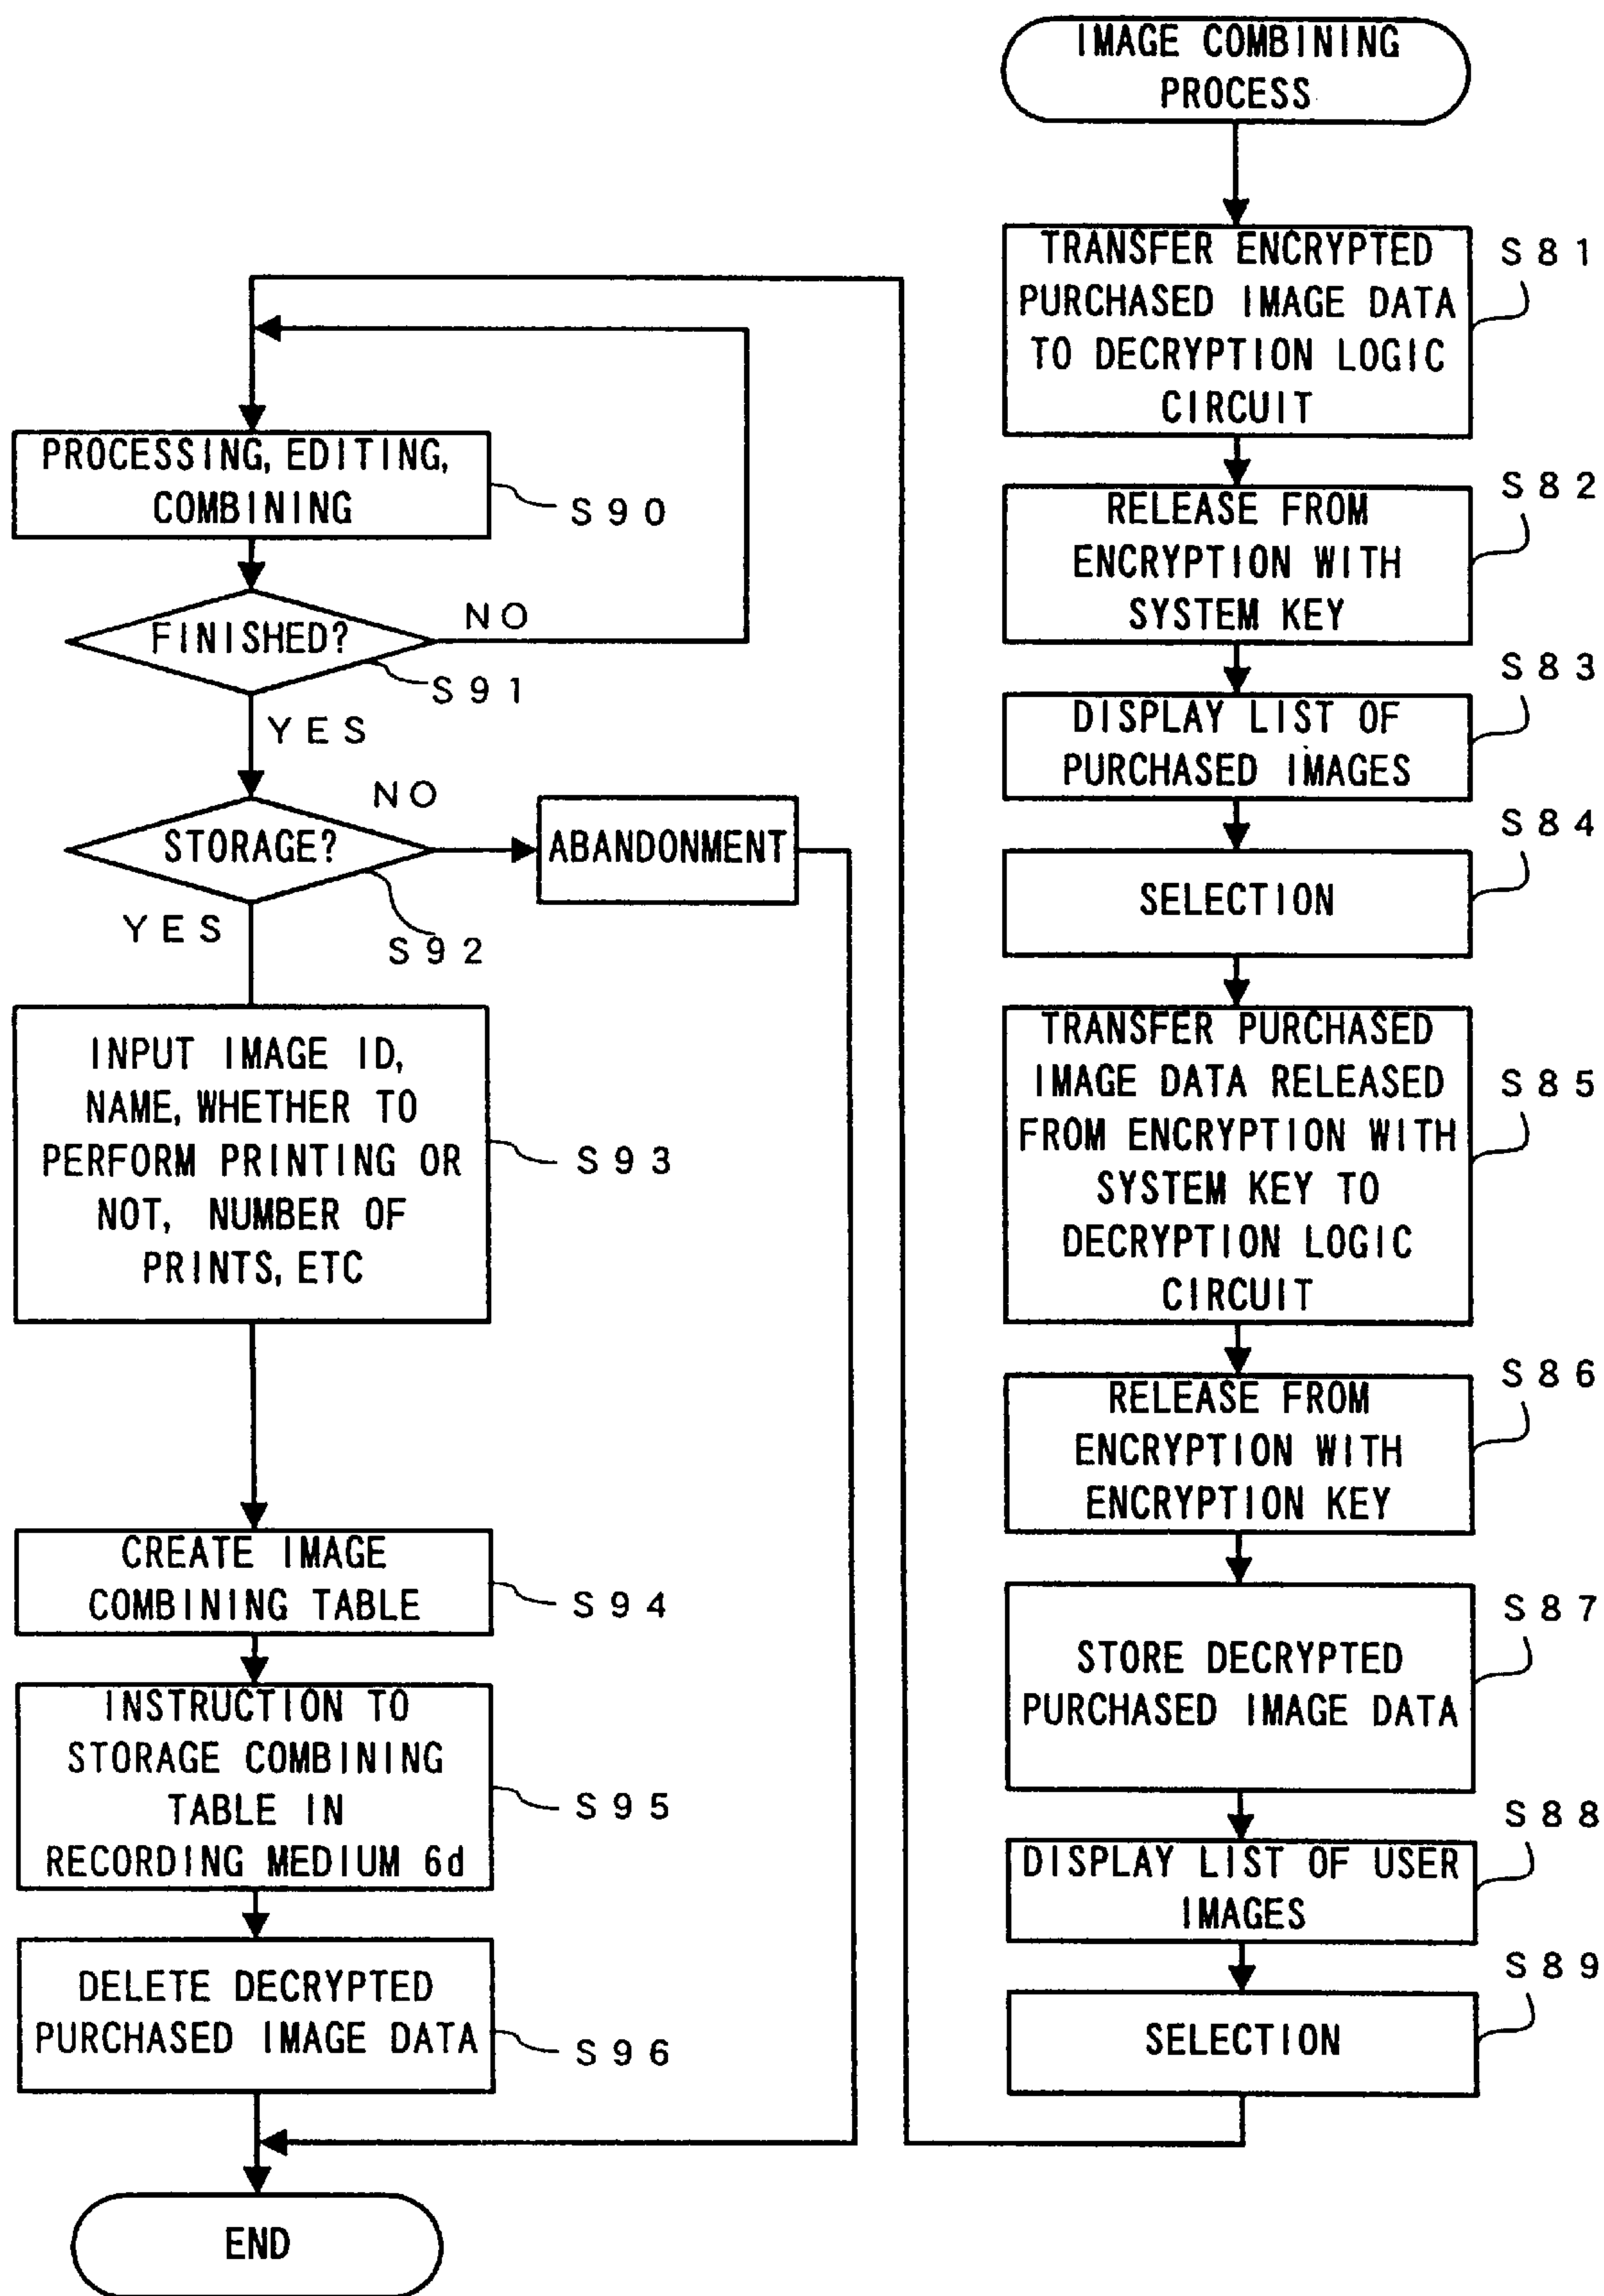 IMAGE COMBINING
PROCESS
TRANSFER ENCRYPTED
PURCHASED IMAGE DATA
TO DECRYPTION LOGIC
CIRCUIT
S81
RELEASE FROM
ENCRYPTION WITH
SYSTEM KEY
S82
DISPLAY LIST OF
PURCHASED IMAGES
S83
SELECTION
S84
TRANSFER PURCHASED
IMAGE DATA RELEASED
FROM ENCRYPTION WITH
SYSTEM KEY TO
DECRYPTION LOGIC
CIRCUIT
S85
RELEASE FROM
ENCRYPTION WITH
ENCRYPTION KEY
S86
STORE DECRYPTED
PURCHASED IMAGE DATA
S87
DISPLAY LIST OF USER
IMAGES
S88
SELECTION
S89
PROCESSING, EDITING,
COMBINING
S90
FINISHED?
NO
S91
YES
STORAGE?
NO
ABANDONMENT
S92
YES
INPUT IMAGE ID,
NAME, WHETHER TO
PERFORM PRINTING OR
NOT, NUMBER OF
PRINTS, ETC
S93
CREATE IMAGE
COMBINING TABLE
S94
INSTRUCTION TO
STORAGE COMBINING
TABLE IN
RECORDING MEDIUM 6d
S95
DELETE DECRYPTED
PURCHASED IMAGE DATA
S96
END